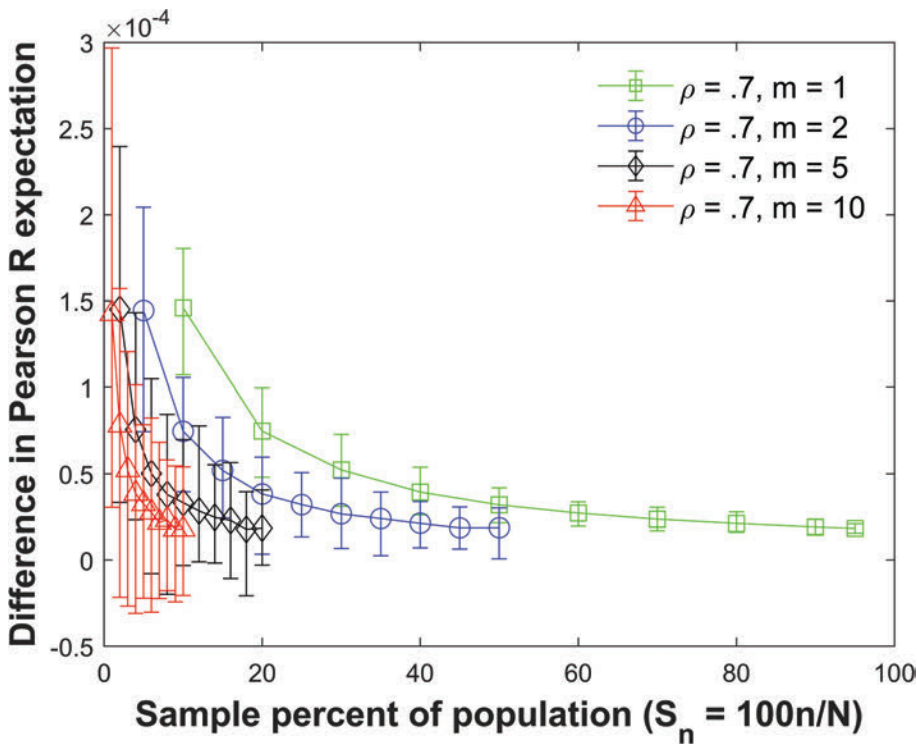 ×10⁻⁴
3
2.5
2
1.5
1
0.5
0
-0.5
Difference in Pearson R expectation
ρ = .7, m = 1
ρ = .7, m = 2
ρ = .7, m = 5
ρ = .7, m = 10
0 20 40 60 80 100
Sample percent of population (Sₙ = 100n/N)